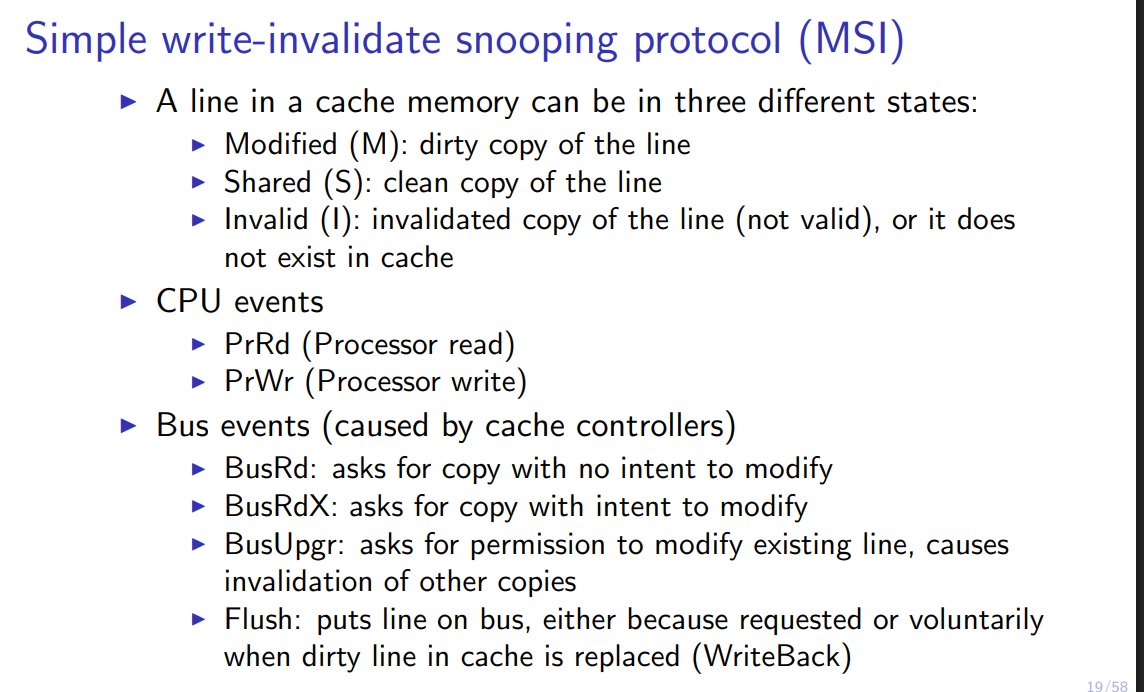 Simple write-invalidate snooping protocol (MSI)
▶ A line in a cache memory can be in three different states:
▶ Modified (M): dirty copy of the line
▶ Shared (S): clean copy of the line
▶ Invalid (I): invalidated copy of the line (not valid), or it does
not exist in cache
▶ CPU events
▶ PrRd (Processor read)
▶ PrWr (Processor write)
▶ Bus events (caused by cache controllers)
▶ BusRd: asks for copy with no intent to modify
▶ BusRdX: asks for copy with intent to modify
▶ BusUpgr: asks for permission to modify existing line, causes
invalidation of other copies
▶ Flush: puts line on bus, either because requested or voluntarily
when dirty line in cache is replaced (WriteBack)
19/58